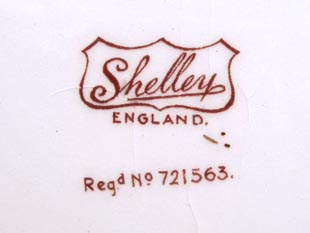 Shelley
ENGLAND.
Regd No 721563.